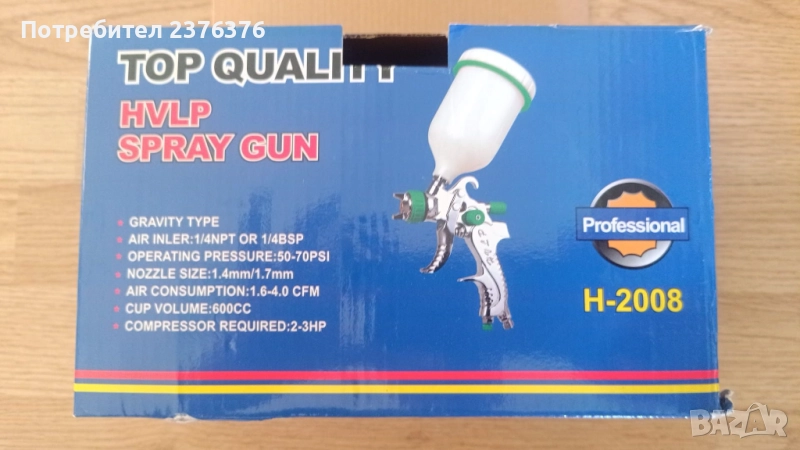 Потребител 2376376
TOP QUALITY
HVLP
SPRAY GUN
GRAVITY TYPE
AIR INLER:1/4NPT OR 1/4BSP
OPERATING PRESSURE:50-70PSI
NOZZLE SIZE:1.4mm/1.7mm
AIR CONSUMPTION:1.6-4.0 CFM
CUP VOLUME:600CC
COMPRESSOR REQUIRED:2-3HP
Professional
H-2008
BAZAR